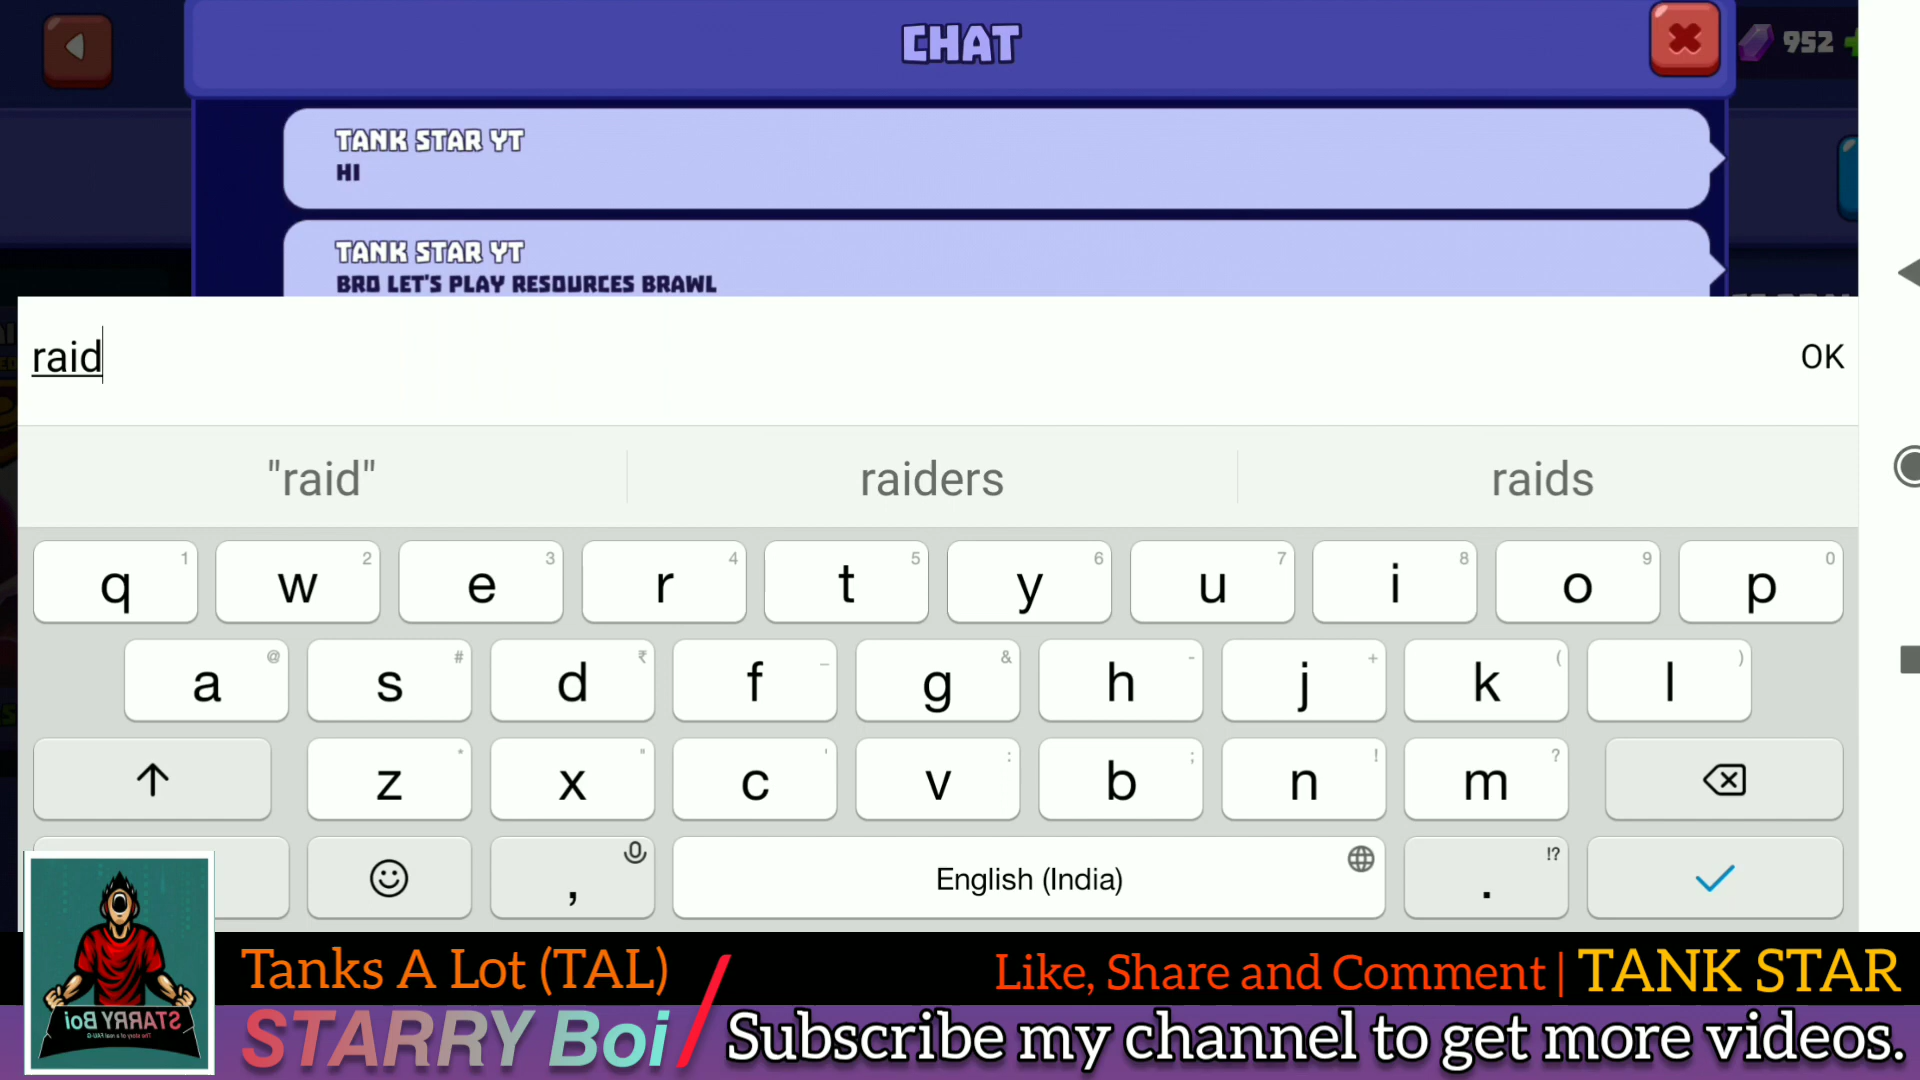 CHAT
952
TANK STAR YT
HI
TANK STAR YT
BRO LET'S PLAY RESOURCES BRAWL
raid
OK
"raid" raiders raids
q 1 w 2 e 3 r 4 t 5 y 6 u 7 i 8 o 9 p 0
a @ s # d ₹ f _ g & h - j + k ( l )
z * x " c ' v : b ; n ! m ?
, English (India) . !?
Tanks A Lot (TAL) / Like, Share and Comment | TANK STAR
STARRY Boi Subscribe my channel to get more videos.
STARRY Boi